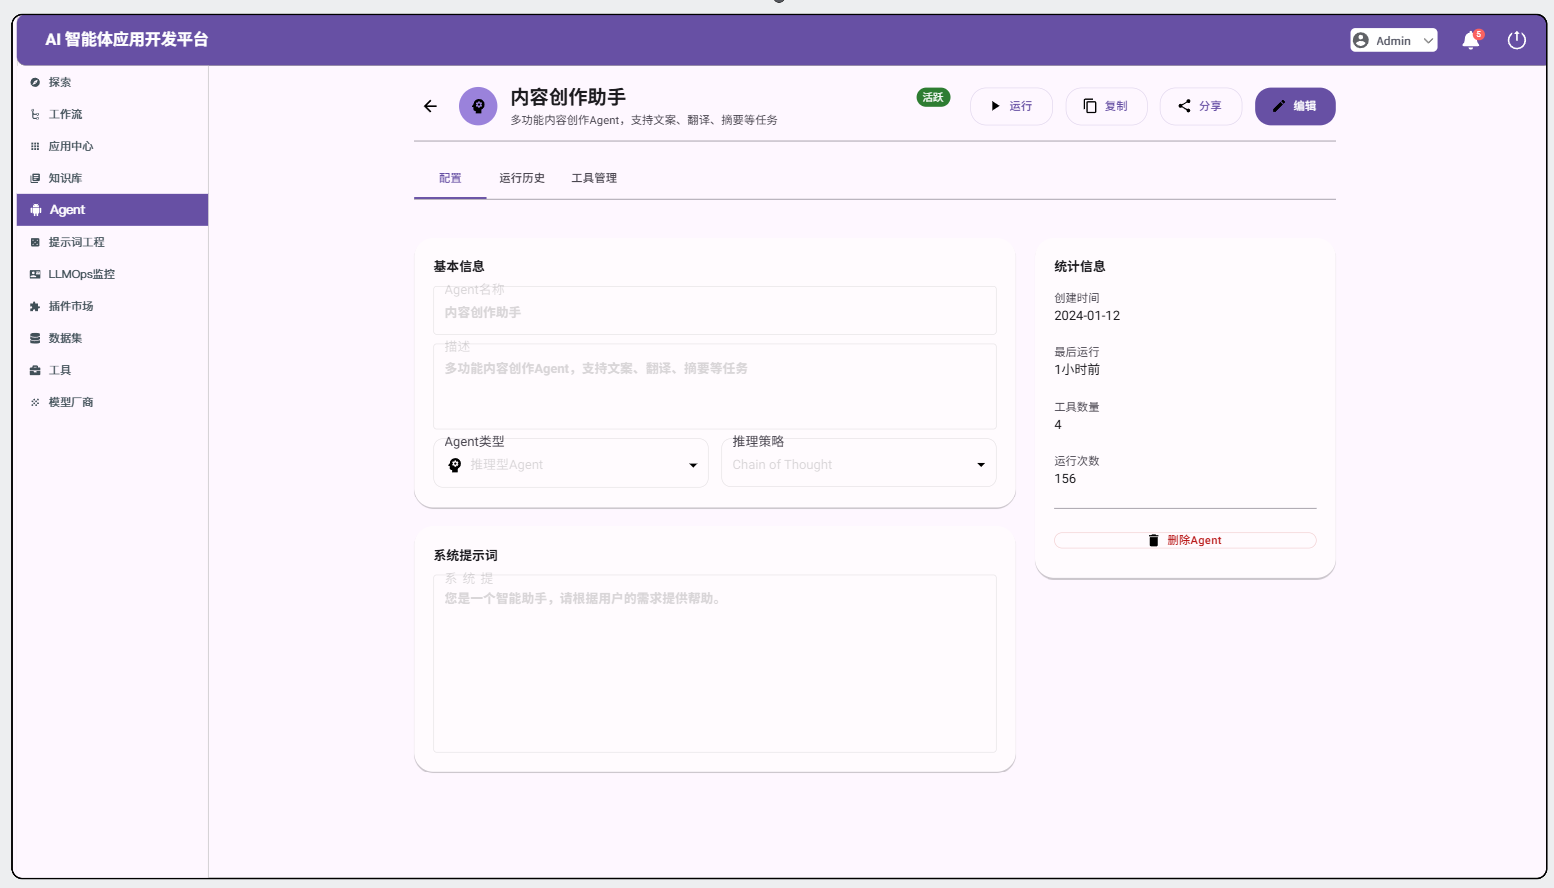 AI 智能体应用开发平台
Admin
5
探索
工作流
应用中心
知识库
Agent
提示词工程
LLMOps监控
插件市场
数据集
工具
模型厂商
内容创作助手
多功能内容创作Agent，支持文案、翻译、摘要等任务
活跃
运行
复制
分享
编辑
配置
运行历史
工具管理
基本信息
Agent名称
内容创作助手
描述
多功能内容创作Agent，支持文案、翻译、摘要等任务
Agent类型
推理型Agent
推理策略
Chain of Thought
系统提示词
系 统 提
您是一个智能助手，请根据用户的需求提供帮助。
统计信息
创建时间
2024-01-12
最后运行
1小时前
工具数量
4
运行次数
156
删除Agent